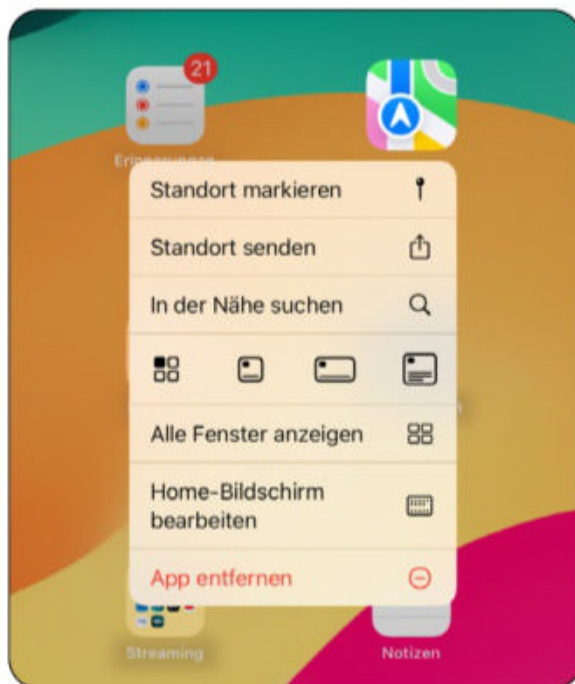 21
Erinnerungen
Standort markieren
Standort senden
In der Nähe suchen
Alle Fenster anzeigen
Home-Bildschirm
bearbeiten
App entfernen
Streaming
Notizen